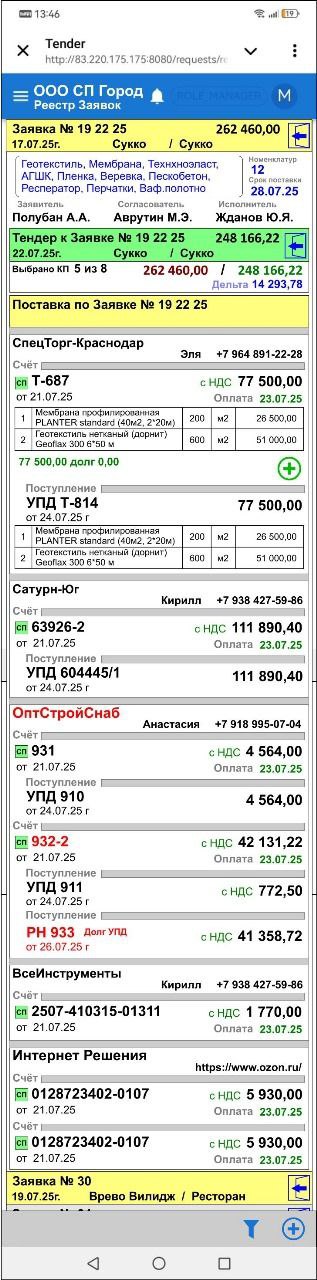 13:46
19
Tender
http://83.220.175.175:8080/requests/re
ООО СП Город
Реестр Заявок
ROLE_MANAGER
M
Заявка № 19 22 25 262 460,00
17.07.25г. Сукко / Сукко
Геотекстиль, Мембрана, Технхноэласт,
АГШК, Пленка, Веревка, Пескобетон,
Респератор, Перчатки, Ваф.полотно
Номенклатур
12
Срок поставки
28.07.25
Заявитель Согласователь Исполнитель
Полубан А.А. Аврутин М.Э. Жданов Ю.Я.
Тендер к Заявке № 19 22 25 248 166,22
22.07.25г. Сукко / Сукко
Выбрано КП 5 из 8 262 460,00 / 248 166,22
Дельта 14 293,78
Поставка по Заявке № 19 22 25
СпецТорг-Краснодар
Эля +7 964 891-22-28
Счёт
сп Т-687 с НДС 77 500,00
от 21.07.25 Оплата 23.07.25
1 Мембрана профилированная PLANTER standard (40м2, 2*20м) 200 м2 26 500,00
2 Геотекстиль нетканый (дорнит) Geoflax 300 6*50 м 600 м2 51 000,00
77 500,00 долг 0,00
Поступление
УПД Т-814 77 500,00
от 24.07.25 г
1 Мембрана профилированная PLANTER standard (40м2, 2*20м) 200 м2 26 500,00
2 Геотекстиль нетканый (дорнит) Geoflax 300 6*50 м 600 м2 51 000,00
Сатурн-Юг
Кирилл +7 938 427-59-86
Счёт
сп 63926-2 с НДС 111 890,40
от 21.07.25 Оплата 23.07.25
Поступление
УПД 604445/1 111 890,40
от 24.07.25 г
ОптСтройСнаб
Анастасия +7 918 995-07-04
Счёт
сп 931 с НДС 4 564,00
от 21.07.25 Оплата 23.07.25
Поступление
УПД 910 4 564,00
от 24.07.25 г
Счёт
сп 932-2 с НДС 42 131,22
от 21.07.25 Оплата 23.07.25
Поступление
УПД 911 с НДС 772,50
от 24.07.25 г
Поступление
РН 933 Долг УПД с НДС 41 358,72
от 26.07.25 г
ВсеИнструменты
Кирилл +7 938 427-59-86
Счёт
сп 2507-410315-01311 с НДС 1 770,00
от 21.07.25 Оплата 23.07.25
Интернет Решения
https://www.ozon.ru/
Счёт
сп 0128723402-0107 с НДС 5 930,00
от 21.07.25 Оплата 23.07.25
сп 0128723402-0107 с НДС 5 930,00
от 21.07.25 Оплата 23.07.25
Заявка № 30
19.07.25г. Врево Вилидж / Ресторан